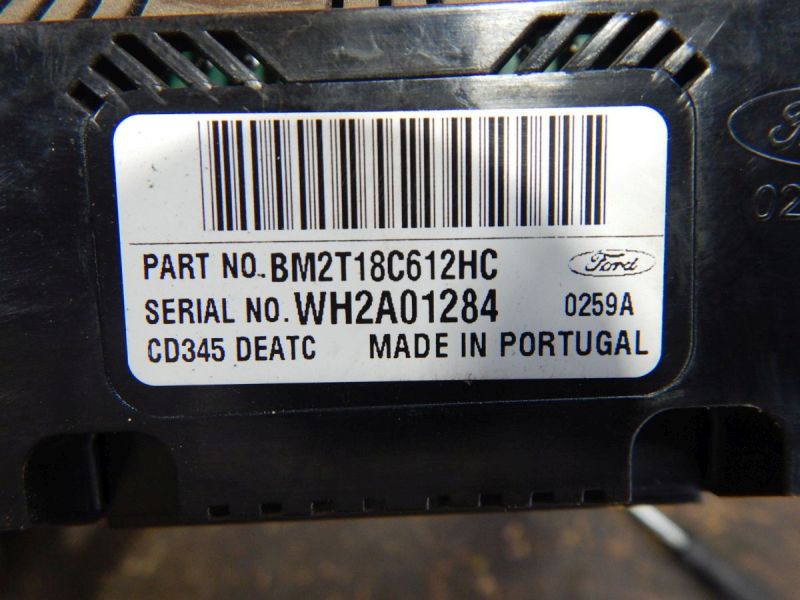 PART NO. BM2T18C612HC
Ford
SERIAL NO. WH2A01284 0259A
CD345 DEATC MADE IN PORTUGAL